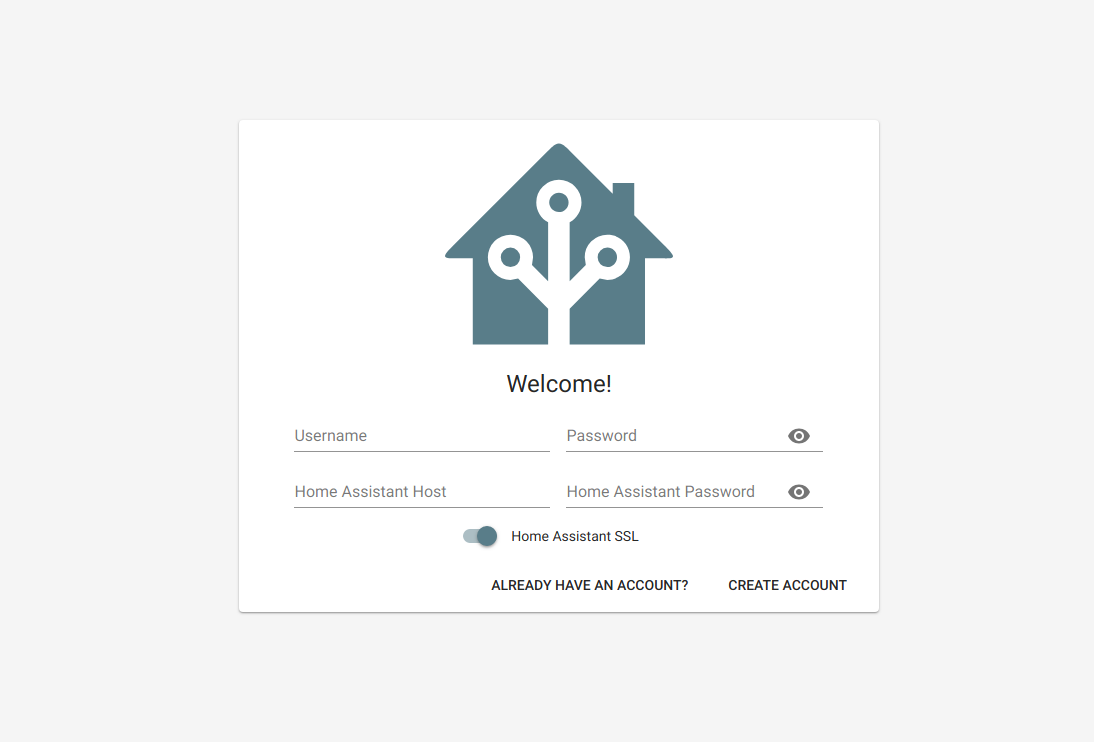 Welcome!
Username Password
Home Assistant Host Home Assistant Password
Home Assistant SSL
ALREADY HAVE AN ACCOUNT? CREATE ACCOUNT